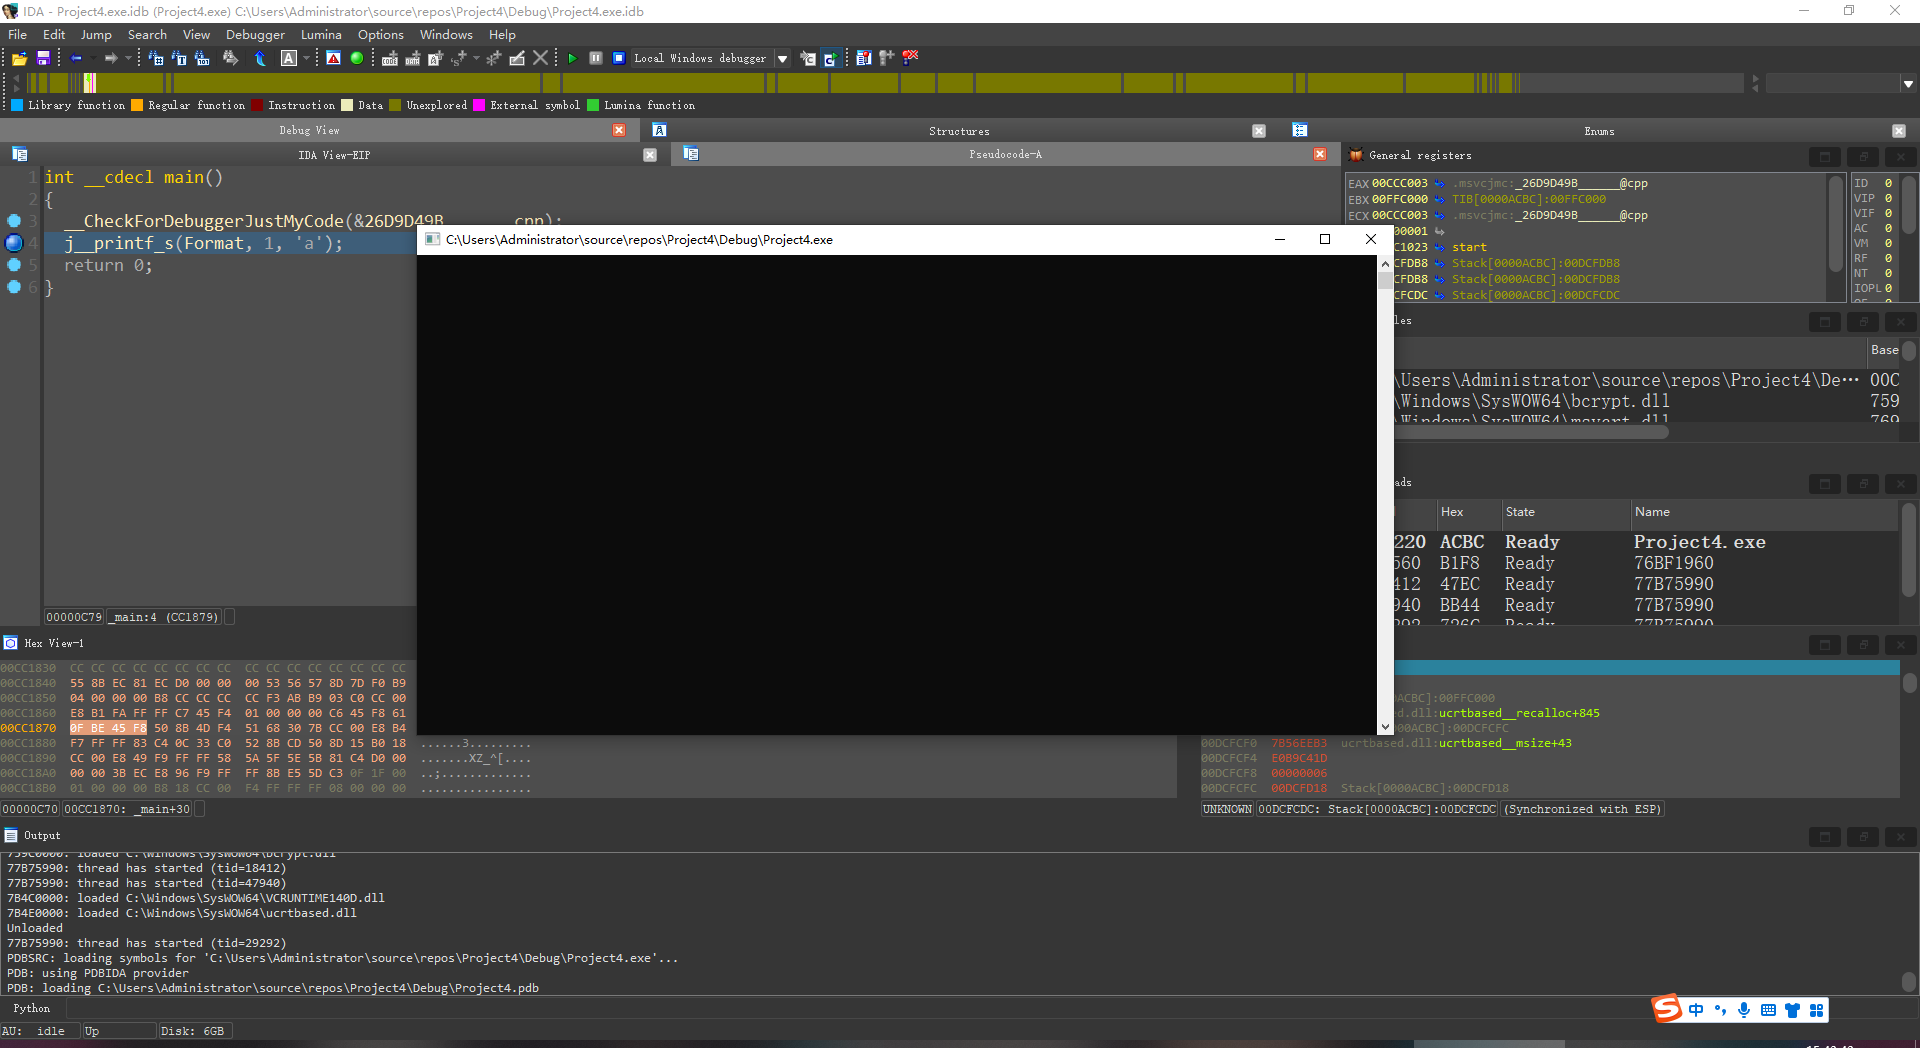 IDA - Project4.exe.idb (Project4.exe) C:\Users\Administrator\source\repos\Project4\Debug\Project4.exe.idb
File Edit Jump Search View Debugger Lumina Options Windows Help
Local Windows debugger
Library function Regular function Instruction Data Unexplored External symbol Lumina function
Debug View Structures Enums
IDA View-EIP Pseudocode-A General registers
1 int __cdecl main()
2 {
3 __CheckForDebuggerJustMyCode(&26D9D49B______cpp);
4 j__printf_s(Format, 1, 'a');
5 return 0;
6 }
C:\Users\Administrator\source\repos\Project4\Debug\Project4.exe
EAX 00CCC003 .msvcjmc:_26D9D49B______@cpp
EBX 00FFC000 TIB[0000ACBC]:00FFC000
ECX 00CCC003 .msvcjmc:_26D9D49B______@cpp
00001
C1023 start
CFDB8 Stack[0000ACBC]:00DCFDB8
CFDB8 Stack[0000ACBC]:00DCFDB8
CFCDC Stack[0000ACBC]:00DCFCDC
ID 0
VIP 0
VIF 0
AC 0
VM 0
RF 0
NT 0
IOPL 0
les
Base
\Users\Administrator\source\repos\Project4\De… 00C
\Windows\SysWOW64\bcrypt.dll 759
\Windows\SysWOW64\msvcrt.dll 769
ads
Hex State Name
220 ACBC Ready Project4.exe
560 B1F8 Ready 76BF1960
412 47EC Ready 77B75990
940 BB44 Ready 77B75990
292 726C Ready 77B75990
00000C79 _main:4 (CC1879)
Hex View-1
00CC1830 CC CC CC CC CC CC CC CC CC CC CC CC CC CC CC CC
00CC1840 55 8B EC 81 EC D0 00 00 00 53 56 57 8D 7D F0 B9
00CC1850 04 00 00 00 B8 CC CC CC CC F3 AB B9 03 C0 CC 00
00CC1860 E8 B1 FA FF FF C7 45 F4 01 00 00 00 C6 45 F8 61
00CC1870 0F BE 45 F8 50 8B 4D F4 51 68 30 7B CC 00 E8 B4
00CC1880 F7 FF FF 83 C4 0C 33 C0 52 8B CD 50 8D 15 B0 18 ......3.........
00CC1890 CC 00 E8 49 F9 FF FF 58 5A 5F 5E 5B 81 C4 D0 00 .......XZ_^[....
00CC18A0 00 00 3B EC E8 96 F9 FF FF 8B E5 5D C3 0F 1F 00 ..;.............
00CC18B0 01 00 00 00 B8 18 CC 00 F4 FF FF FF 08 00 00 00 ................
00000C70 00CC1870: _main+30
ACBC]:00FFC000
ed.dll:ucrtbased__recalloc+845
ACBC]:00DCFCFC
00DCFCF0 7B56EEB3 ucrtbased.dll:ucrtbased__msize+43
00DCFCF4 E0B9C41D
00DCFCF8 00000006
00DCFCFC 00DCFD18 Stack[0000ACBC]:00DCFD18
UNKNOWN 00DCFCDC: Stack[0000ACBC]:00DCFCDC (Synchronized with ESP)
Output
759C0000: loaded C:\Windows\SysWOW64\bcrypt.dll
77B75990: thread has started (tid=18412)
77B75990: thread has started (tid=47940)
7B4C0000: loaded C:\Windows\SysWOW64\VCRUNTIME140D.dll
7B4E0000: loaded C:\Windows\SysWOW64\ucrtbased.dll
Unloaded
77B75990: thread has started (tid=29292)
PDBSRC: loading symbols for 'C:\Users\Administrator\source\repos\Project4\Debug\Project4.exe'...
PDB: using PDBIDA provider
PDB: loading C:\Users\Administrator\source\repos\Project4\Debug\Project4.pdb
Python
AU: idle Up Disk: 6GB
中